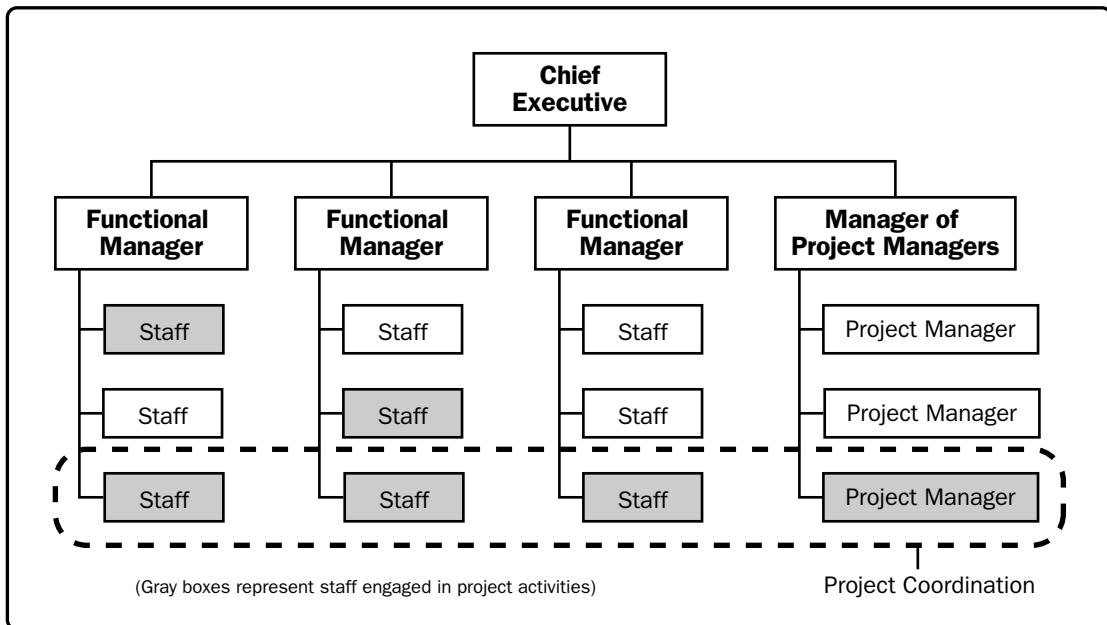 Chief
Executive
Functional
Manager
Functional
Manager
Functional
Manager
Manager of
Project Managers
Staff
Staff
Staff
Project Manager
Staff
Staff
Staff
Project Manager
Staff
Staff
Staff
Project Manager
(Gray boxes represent staff engaged in project activities)
Project Coordination